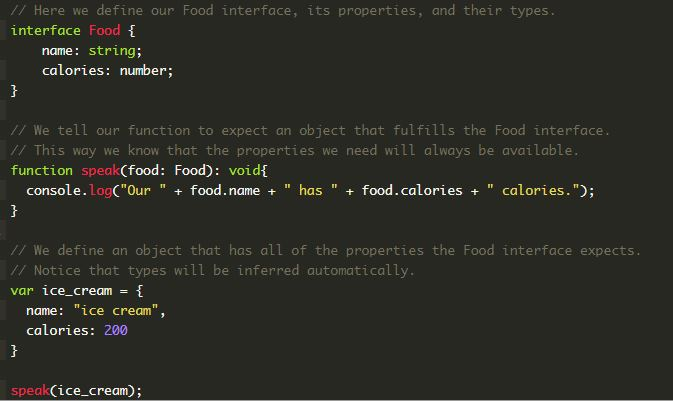 // Here we define our Food interface, its properties, and their types.
interface Food {
    name: string;
    calories: number;
}

// We tell our function to expect an object that fulfills the Food interface.
// This way we know that the properties we need will always be available.
function speak(food: Food): void{
  console.log("Our " + food.name + " has " + food.calories + " calories.");
}

// We define an object that has all of the properties the Food interface expects.
// Notice that types will be inferred automatically.
var ice_cream = {
  name: "ice cream",
  calories: 200
}

speak(ice_cream);